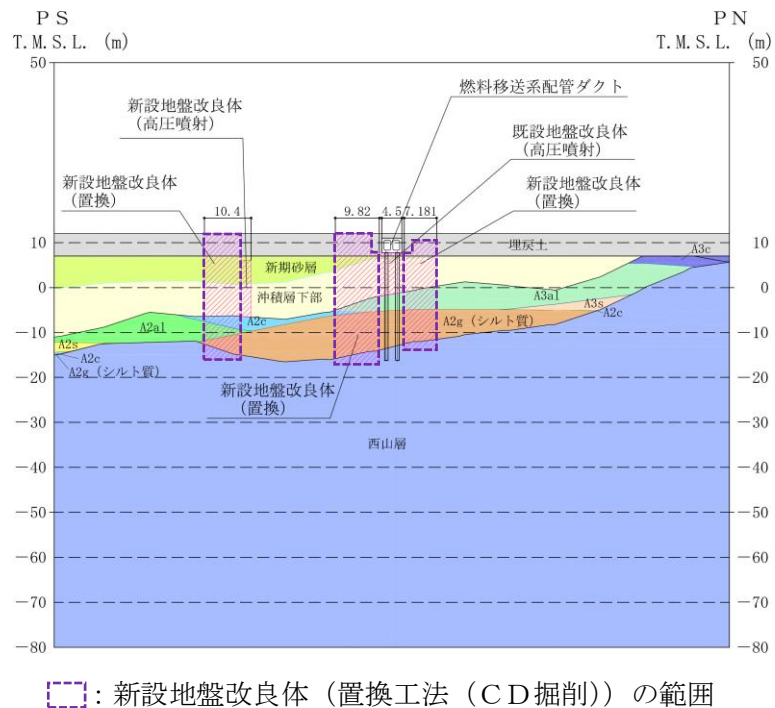 PS
PN
T.M.S.L. (m)
T.M.S.L. (m)
50
50
燃料移送系配管ダクト
新設地盤改良体
(高圧噴射)
既設地盤改良体
(高圧噴射)
新設地盤改良体
(置換)
新設地盤改良体
(置換)
10.4
9.82
4.5
7.181
10
10
埋戻土
A3c
新期砂層
0
0
沖積層下部
A3al
A3s
A2c
A2c
A2al
-10
-10
A2g(シルト質)
A2s
A2c
A2g(シルト質)
-20
-20
新設地盤改良体
(置換)
-30
-30
西山層
-40
-40
-50
-50
-60
-60
-70
-70
-80
-80
:新設地盤改良体(置換工法(CD掘削))の範囲